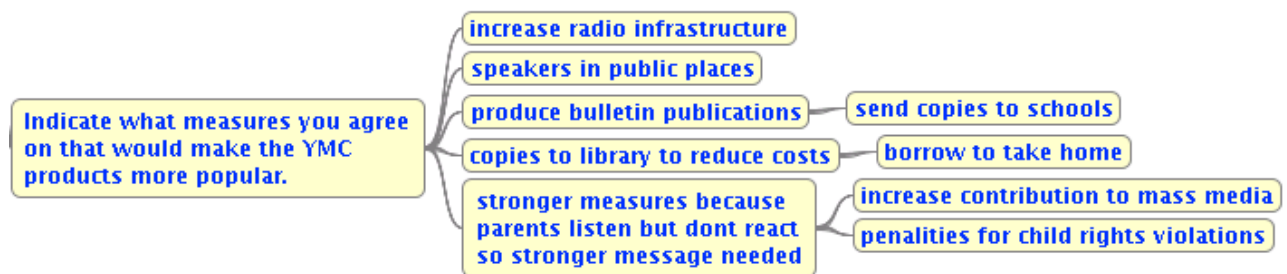 Indicate what measures you agree
on that would make the YMC
products more popular.
increase radio infrastructure
speakers in public places
produce bulletin publications
send copies to schools
copies to library to reduce costs
borrow to take home
stronger measures because
parents listen but dont react
so stronger message needed
increase contribution to mass media
penalities for child rights violations